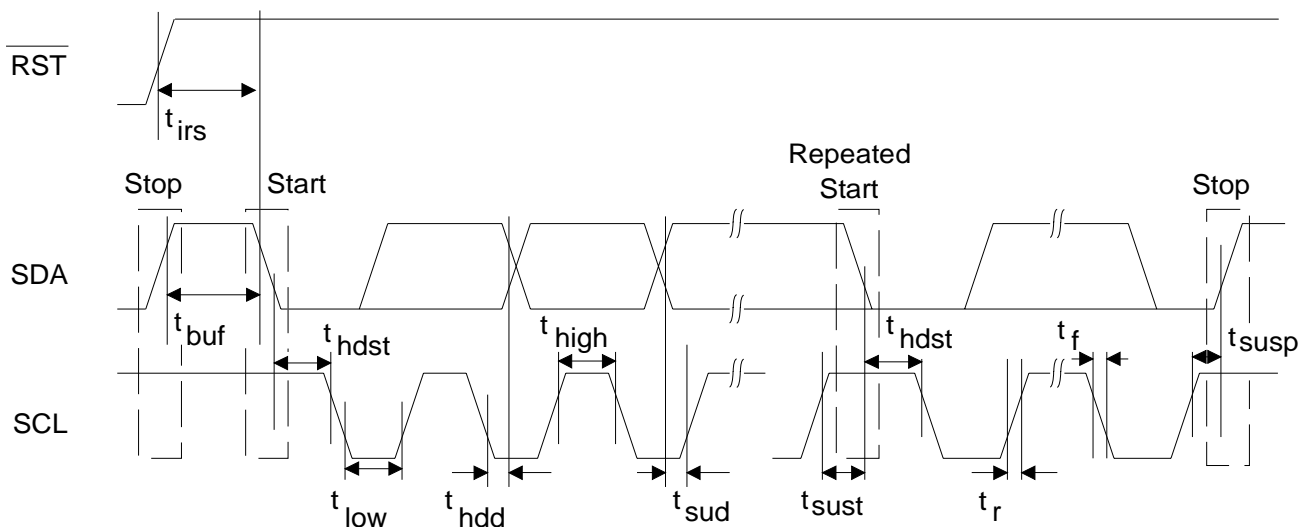 RST
t irs
Repeated
Start
Stop
Start
Stop
SDA
t buf
t hdst
t high
t hdst
t f
t susp
SCL
t low
t hdd
t sud
t sust
t r